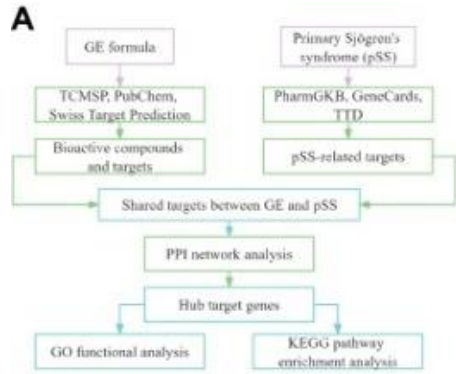 A
GE formula
Primary Sjögren's
syndrome (pSS)
TCMSP, PubChem,
Swiss Target Prediction
PharmGKB, GeneCards,
TTD
Bioactive compounds
and targets
pSS-related targets
Shared targets between GE and pSS
PPI network analysis
Hub target genes
GO functional analysis
KEGG pathway
enrichment analysis